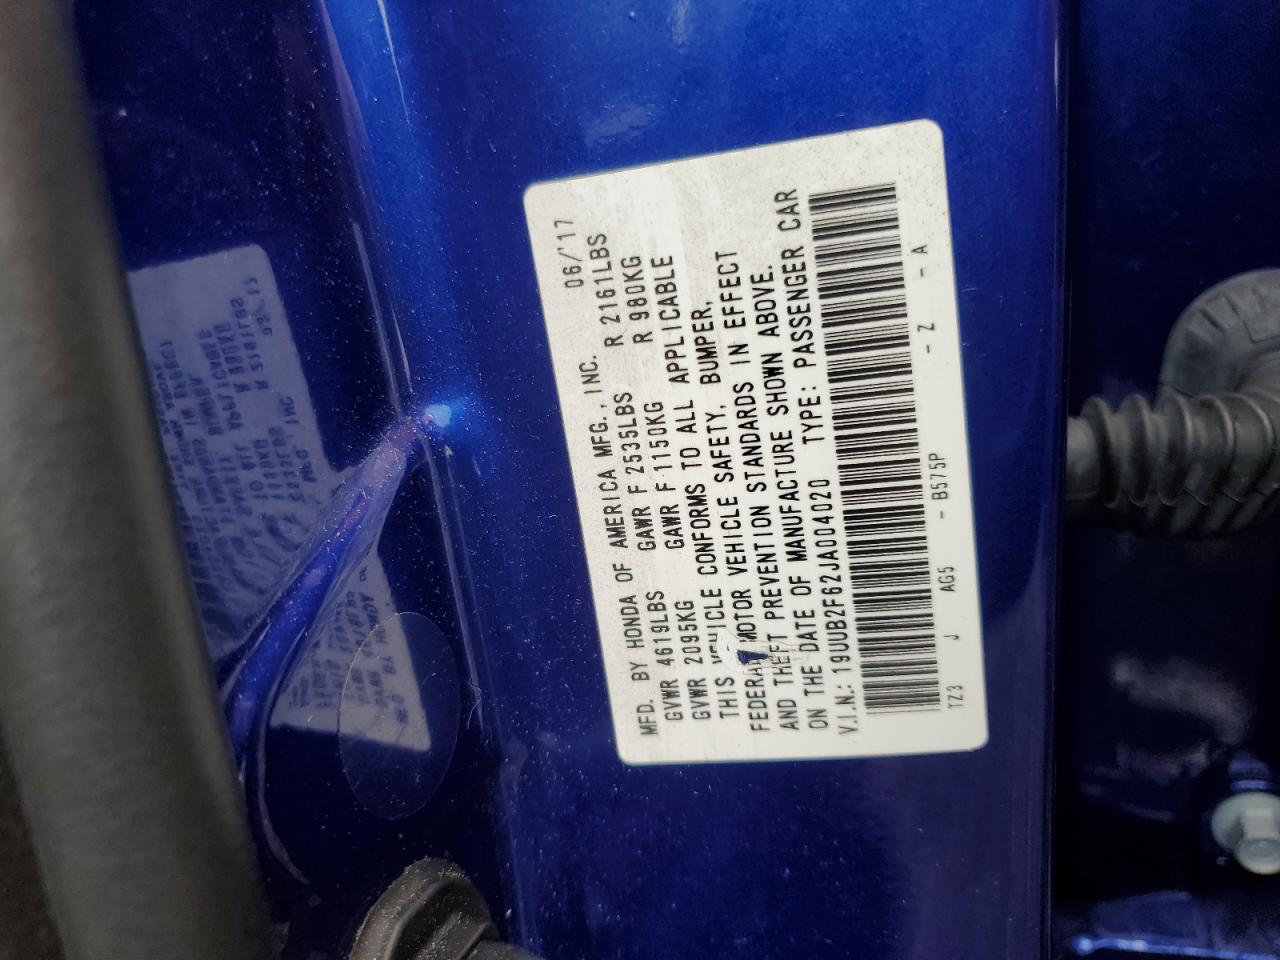 MFD. BY HONDA OF AMERICA MFG., INC. 06/'17
GVWR 4619LBS GAWR F 2535LBS R 2161LBS
GVWR 2095KG GAWR F 1150KG R 980KG
THIS VEHICLE CONFORMS TO ALL APPLICABLE
FEDERAL MOTOR VEHICLE SAFETY, BUMPER,
AND THEFT PREVENTION STANDARDS IN EFFECT
ON THE DATE OF MANUFACTURE SHOWN ABOVE.
V.I.N.: 19UUB2F62JA004020 TYPE: PASSENGER CAR
TZ3 J AG5 - B575P - Z - A